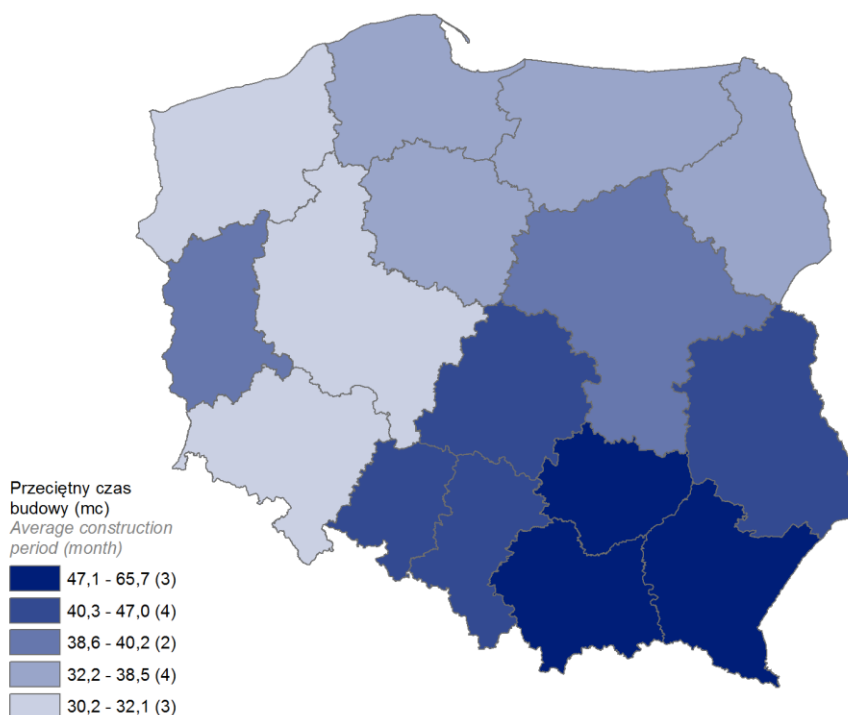 Przeciętny czas
budowy (mc)
Average construction
period (month)
47,1 - 65,7 (3)
40,3 - 47,0 (4)
38,6 - 40,2 (2)
32,2 - 38,5 (4)
30,2 - 32,1 (3)